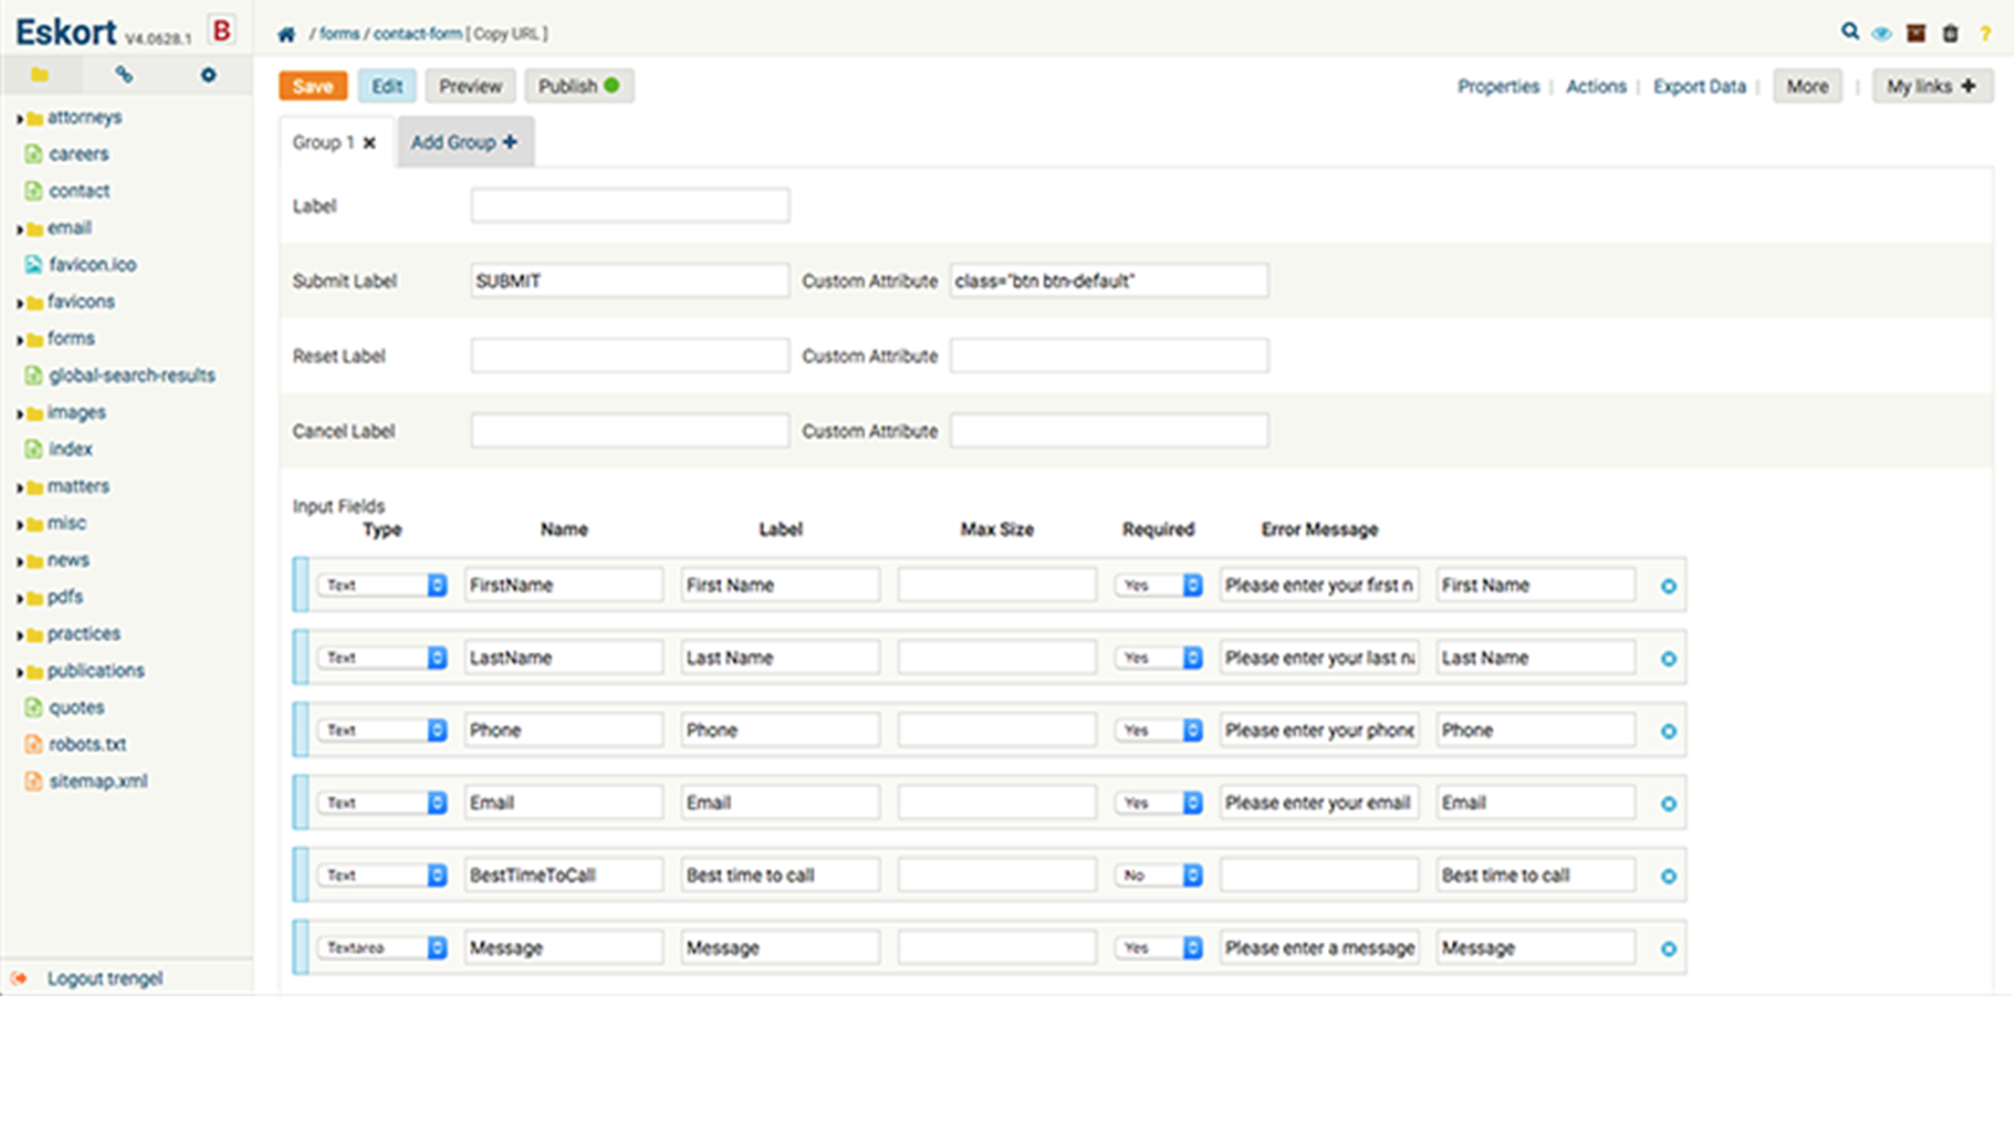 Eskort V4.0628.1 B
/ forms / contact-form [ Copy URL ]
?
Save Edit Preview Publish
Properties | Actions | Export Data | More | My links +
Group 1 x Add Group +
attorneys
careers
contact
email
favicon.ico
favicons
forms
global-search-results
images
index
matters
misc
news
pdfs
practices
publications
quotes
robots.txt
sitemap.xml
Logout trengel
Label
Submit Label SUBMIT Custom Attribute class="btn btn-default"
Reset Label Custom Attribute
Cancel Label Custom Attribute
Input Fields
Type Name Label Max Size Required Error Message
Text FirstName First Name Yes Please enter your first n First Name
Text LastName Last Name Yes Please enter your last na Last Name
Text Phone Phone Yes Please enter your phone Phone
Text Email Email Yes Please enter your email Email
Text BestTimeToCall Best time to call No Best time to call
Textarea Message Message Yes Please enter a message Message